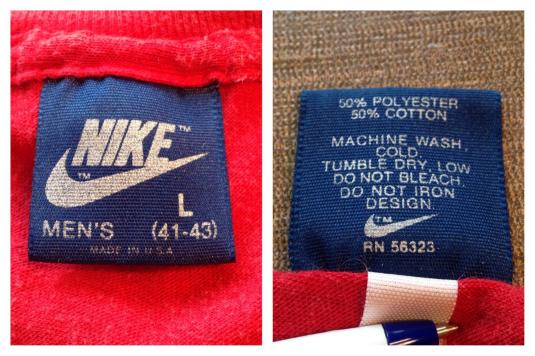 NIKE™
™
L
MEN'S (41-43)
MADE IN U.S.A
50% POLYESTER
50% COTTON
MACHINE WASH,
COLD,
TUMBLE DRY, LOW
DO NOT BLEACH,
DO NOT IRON
DESIGN.
™
RN 56323